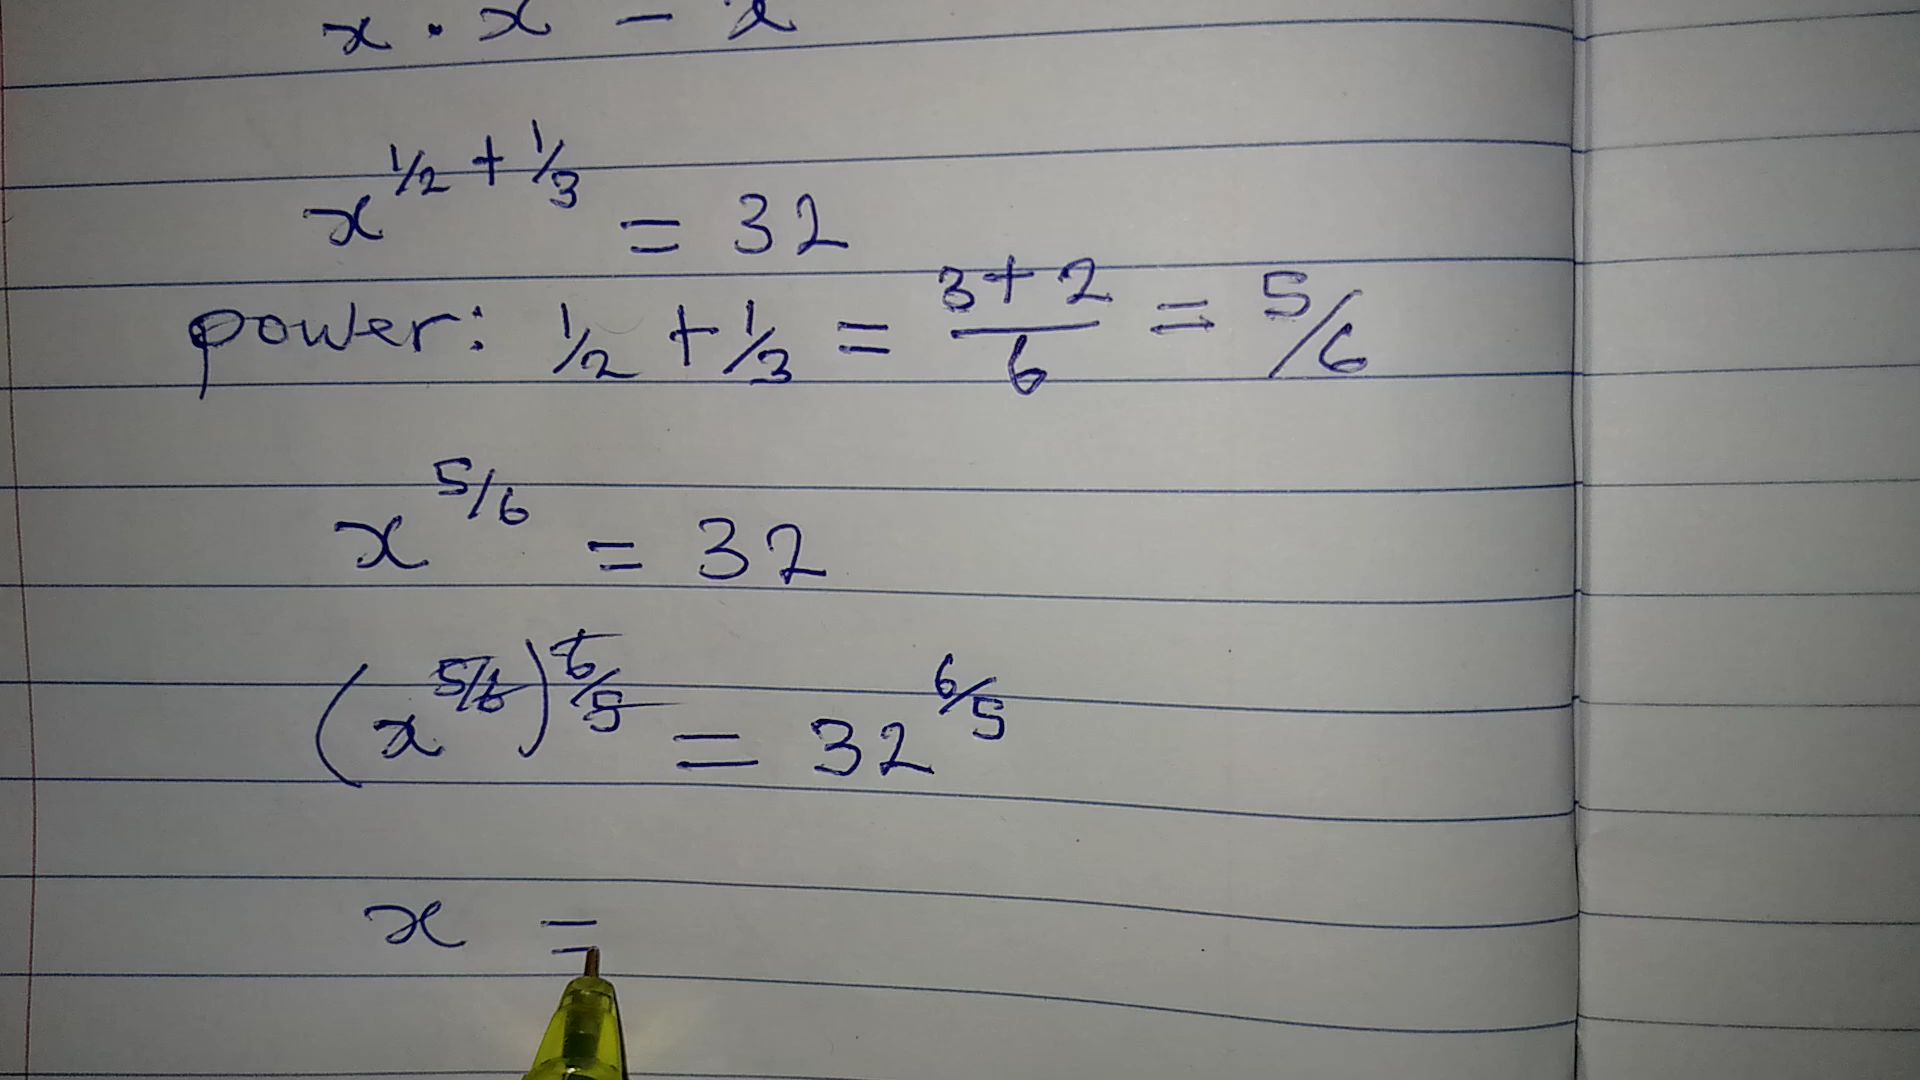 x . x
x^{1/2 + 1/3} = 32
power: 1/2 + 1/3 = \frac{3+2}{6} = 5/6
x^{5/6} = 32
(x^{5/6})^{6/5} = 32^{6/5}
x =